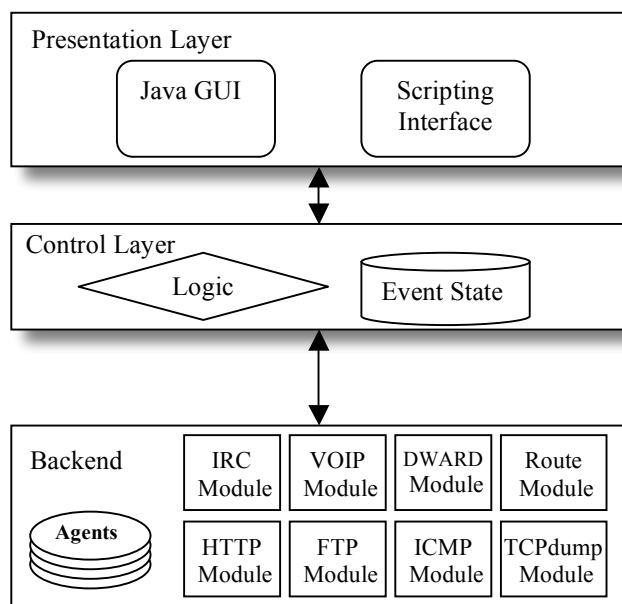 Presentation Layer
Java GUI
Scripting
Interface
Control Layer
Logic
Event State
Backend
Agents
IRC
Module
VOIP
Module
DWARD
Module
Route
Module
HTTP
Module
FTP
Module
ICMP
Module
TCPdump
Module